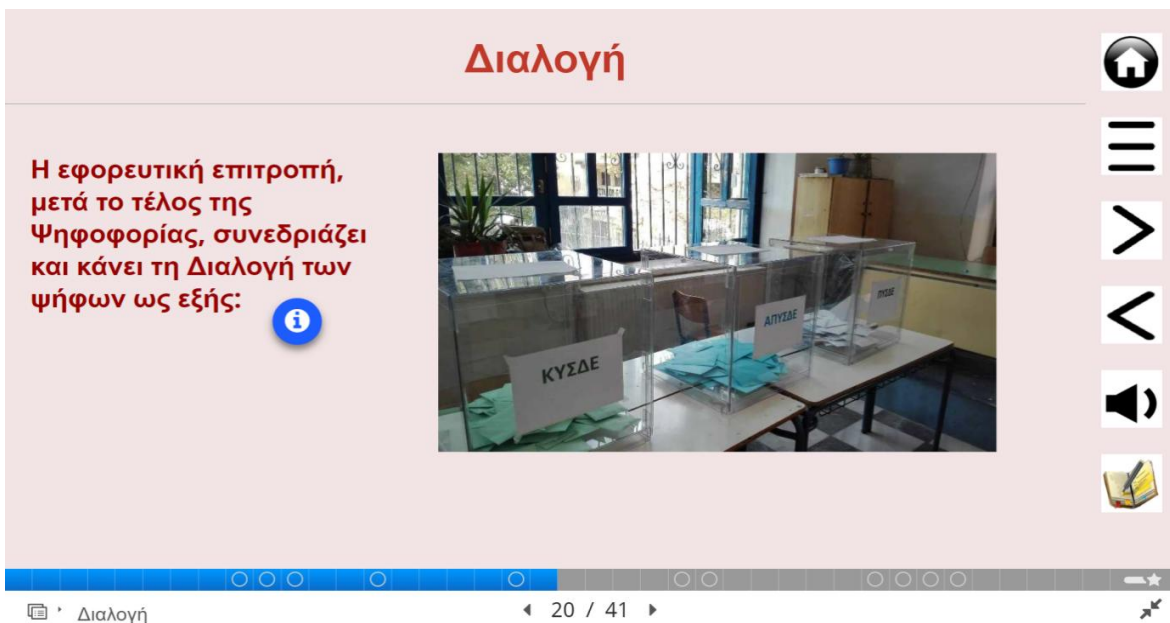 Διαλογή
Η εφορευτική επιτροπή,
μετά το τέλος της
Ψηφοφορίας, συνεδριάζει
και κάνει τη Διαλογή των
ψήφων ως εξής:
ΚΥΣΔΕ
ΑΠΥΣΔΕ
ΠΥΣΔΕ
Διαλογή
20 / 41